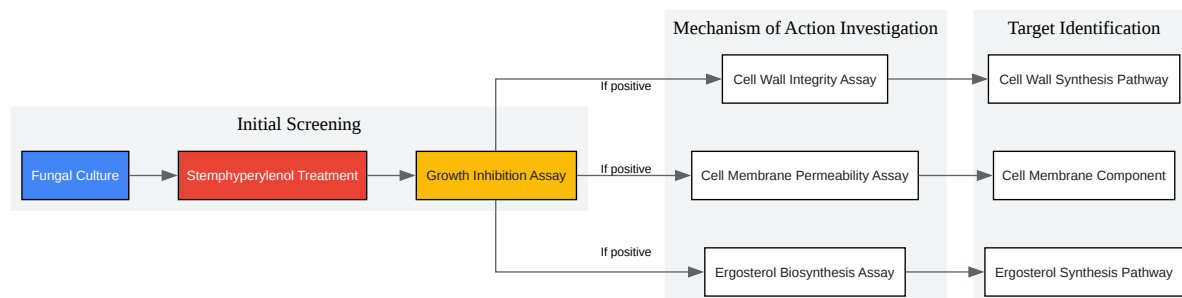 Mechanism of Action Investigation
Target Identification
If positive
Cell Wall Integrity Assay
Cell Wall Synthesis Pathway
Initial Screening
Fungal Culture
Stemphyperylenol Treatment
Growth Inhibition Assay
If positive
Cell Membrane Permeability Assay
Cell Membrane Component
If positive
Ergosterol Biosynthesis Assay
Ergosterol Synthesis Pathway